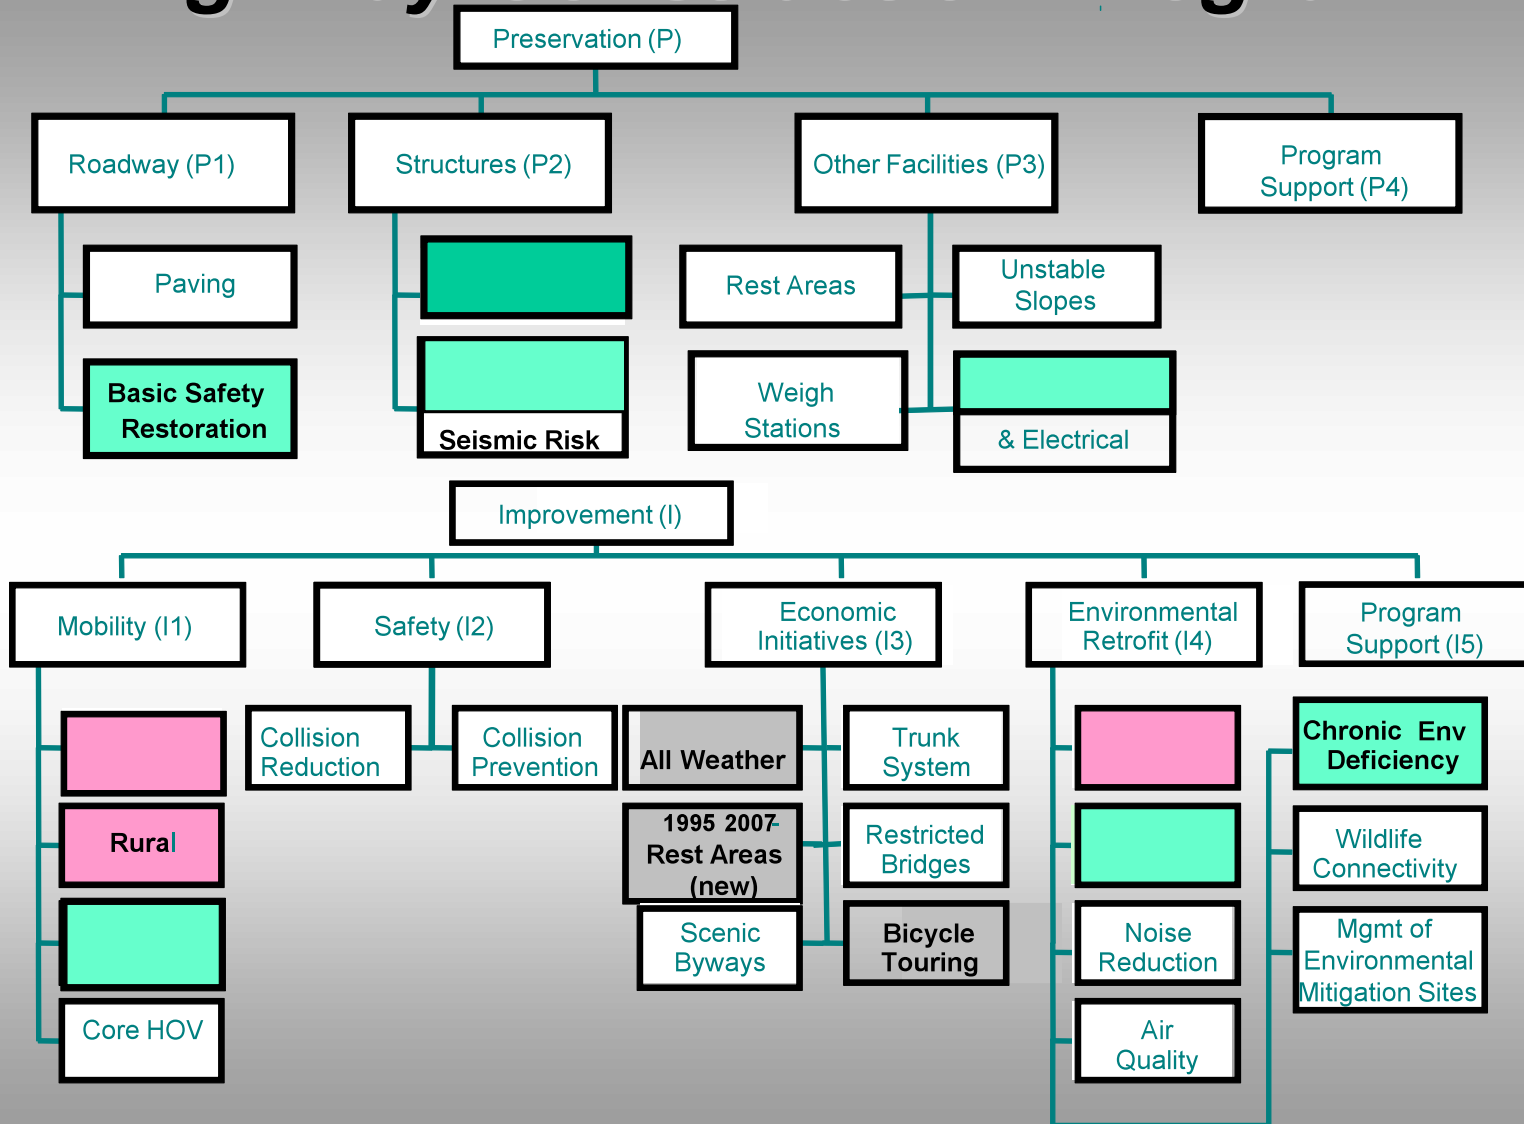 Preservation (P)
Roadway (P1)
Structures (P2)
Other Facilities (P3)
Program
Support (P4)
Paving
Rest Areas
Unstable
Slopes
Basic Safety
Restoration
Seismic Risk
Weigh
Stations
& Electrical
Improvement (I)
Mobility (I1)
Safety (I2)
Economic
Initiatives (I3)
Environmental
Retrofit (I4)
Program
Support (I5)
Collision
Reduction
Collision
Prevention
All Weather
Trunk
System
Chronic Env
Deficiency
Rural
1995 2007-
Rest Areas
(new)
Restricted
Bridges
Wildlife
Connectivity
Scenic
Byways
Bicycle
Touring
Noise
Reduction
Mgmt of
Environmental
Mitigation Sites
Core HOV
Air
Quality